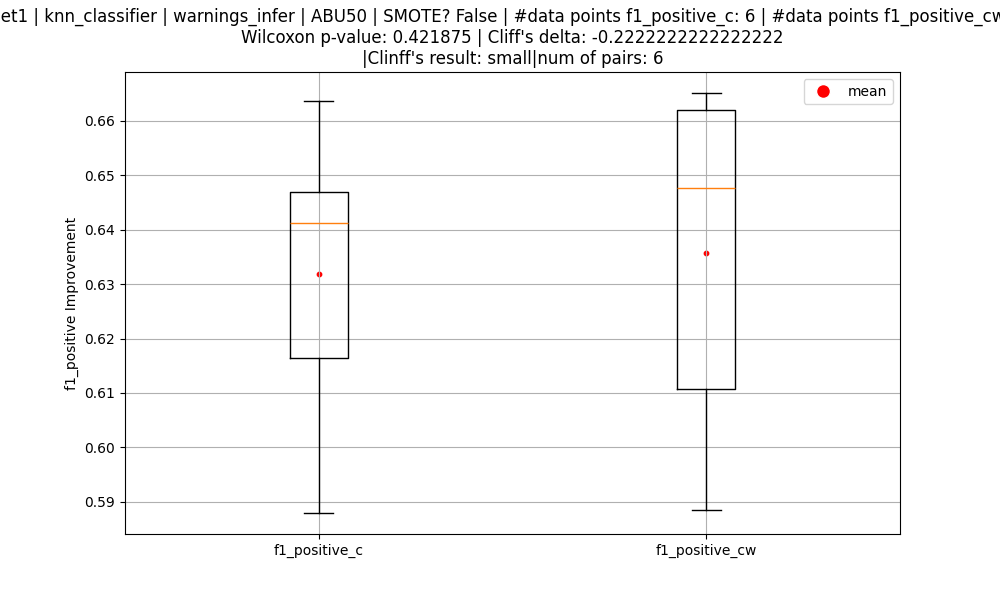 et1 | knn_classifier | warnings_infer | ABU50 | SMOTE? False | #data points f1_positive_c: 6 | #data points f1_positive_cw
Wilcoxon p-value: 0.421875 | Cliff's delta: -0.2222222222222222
|Clinff's result: small|num of pairs: 6
mean
0.66
0.65
0.64
0.63
0.62
0.61
0.60
0.59
f1_positive Improvement
f1_positive_c
f1_positive_cw